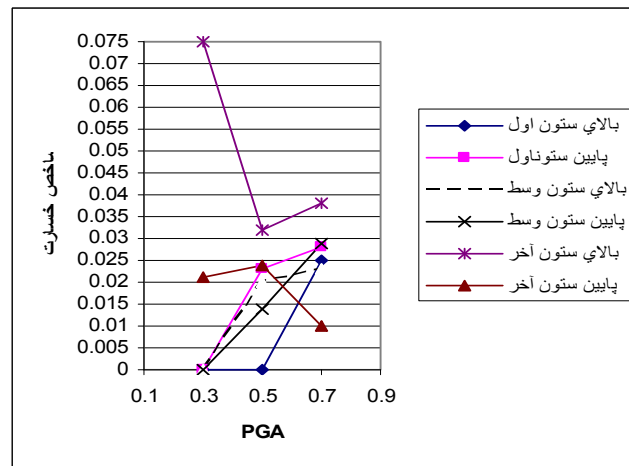 0.075
0.07
0.065
0.06
0.055
0.05
0.045
0.04
0.035
0.03
0.025
0.02
0.015
0.01
0.005
0
شاخص خسارت
0.1 0.3 0.5 0.7 0.9
PGA
بالاي ستون اول
پايين ستوناول
بالاي ستون وسط
پايين ستون وسط
بالاي ستون آخر
پايين ستون آخر